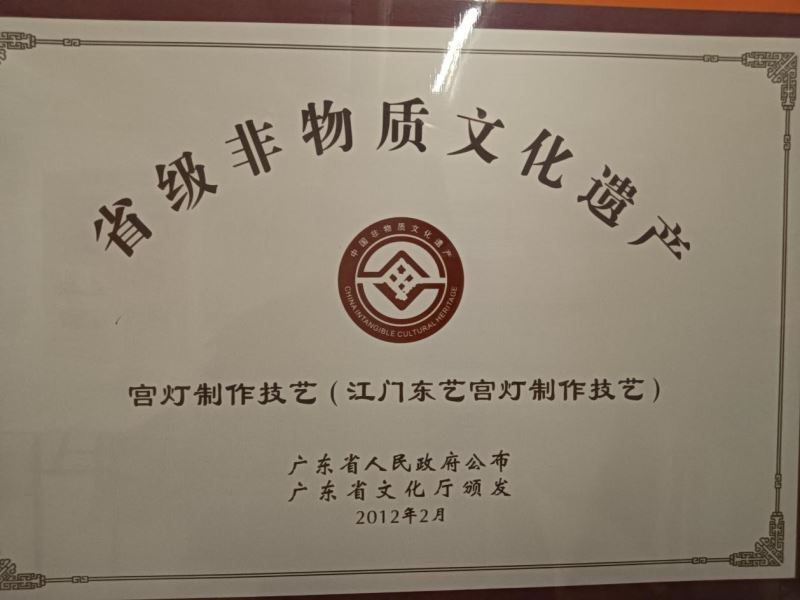 省级非物质文化遗产
中国非物质文化遗产
CHINA INTANGIBLE CULTURAL HERITAGE
宫灯制作技艺（江门东艺宫灯制作技艺）
广东省人民政府公布
广东省文化厅颁发
2012年2月